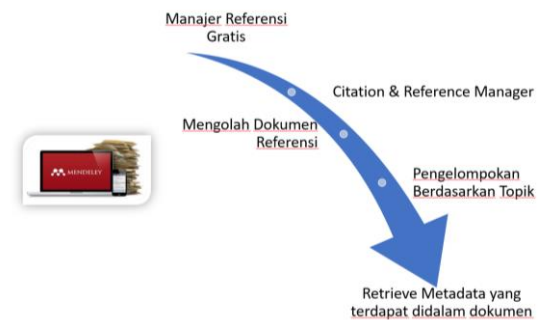 Manajer Referensi
Gratis
Citation & Reference Manager
Mengolah Dokumen
Referensi
MENDELEY
Pengelompokan
Berdasarkan Topik
Retrieve Metadata yang
terdapat didalam dokumen